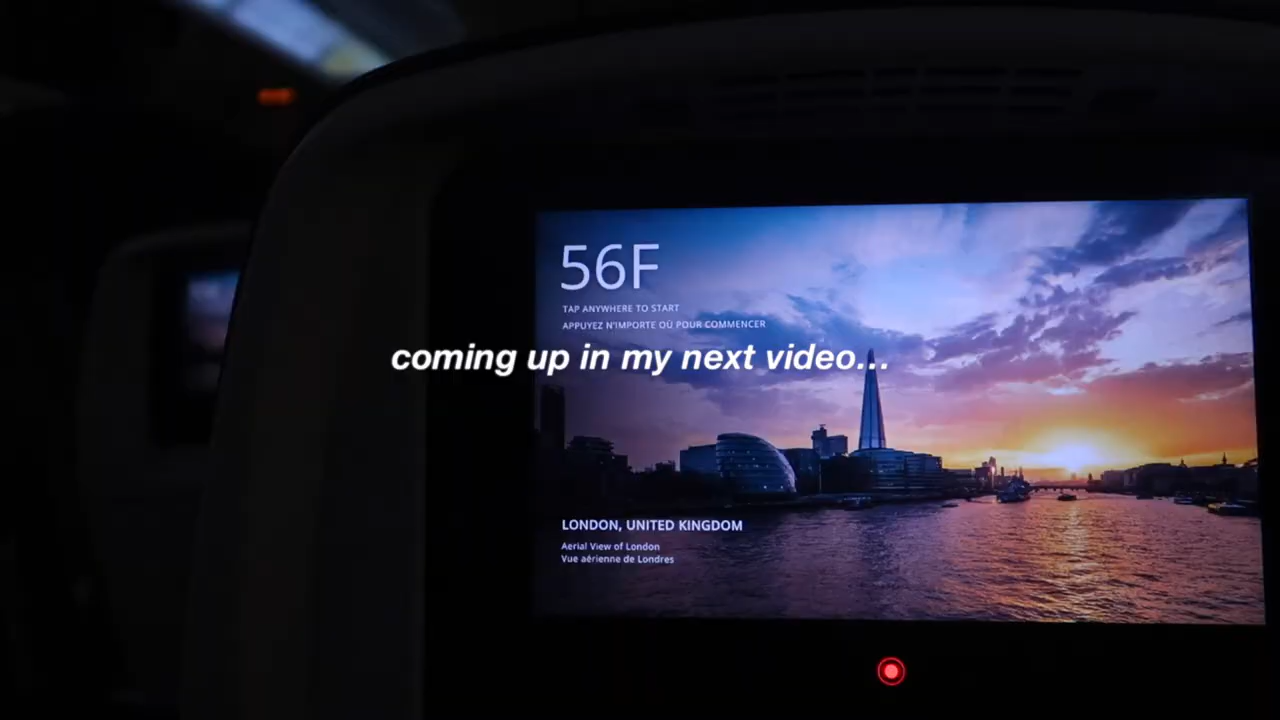 56F
TAP ANYWHERE TO START
APPUYEZ N'IMPORTE OÙ POUR COMMENCER
coming up in my next video...
LONDON, UNITED KINGDOM
Aerial View of London
Vue aérienne de Londres